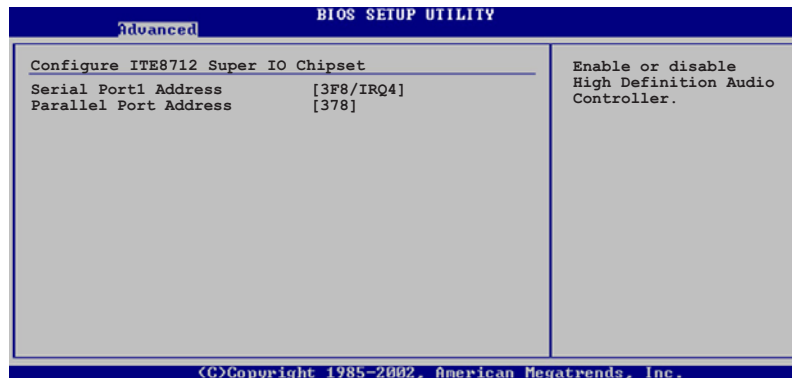 BIOS SETUP UTILITY
Advanced
Configure ITE8712 Super IO Chipset
Serial Port1 Address [3F8/IRQ4]
Parallel Port Address [378]
Enable or disable
High Definition Audio
Controller.
(C)Copyright 1985-2002, American Megatrends, Inc.